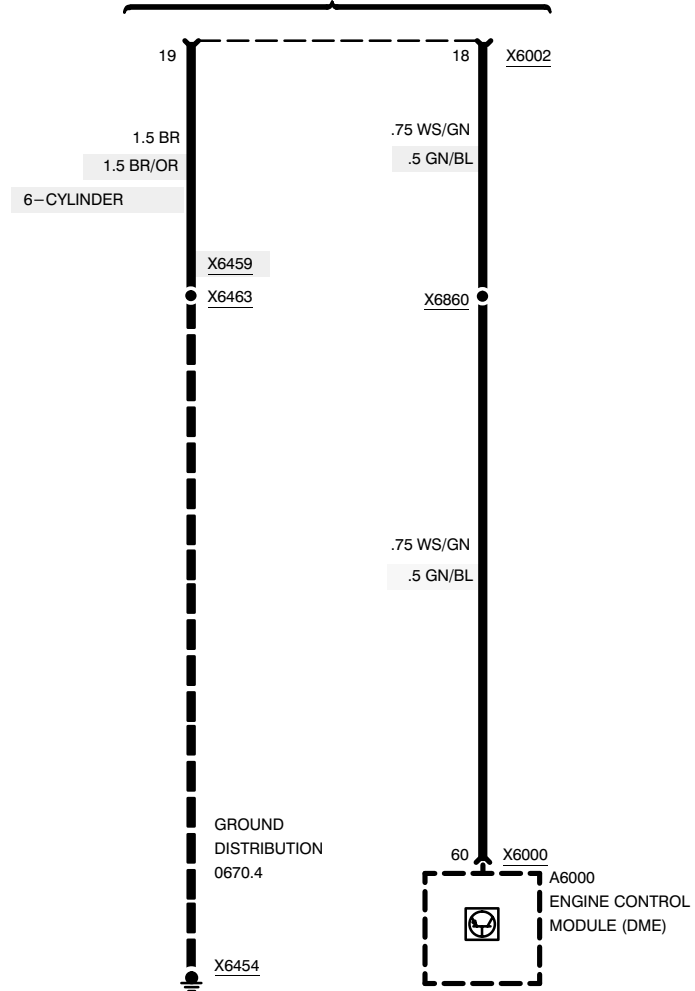 19
18
X6002
1.5 BR
.75 WS/GN
1.5 BR/OR
.5 GN/BL
6−CYLINDER
X6459
X6463
X6860
.75 WS/GN
.5 GN/BL
GROUND
DISTRIBUTION
0670.4
60
X6000
A6000
ENGINE CONTROL
MODULE (DME)
X6454